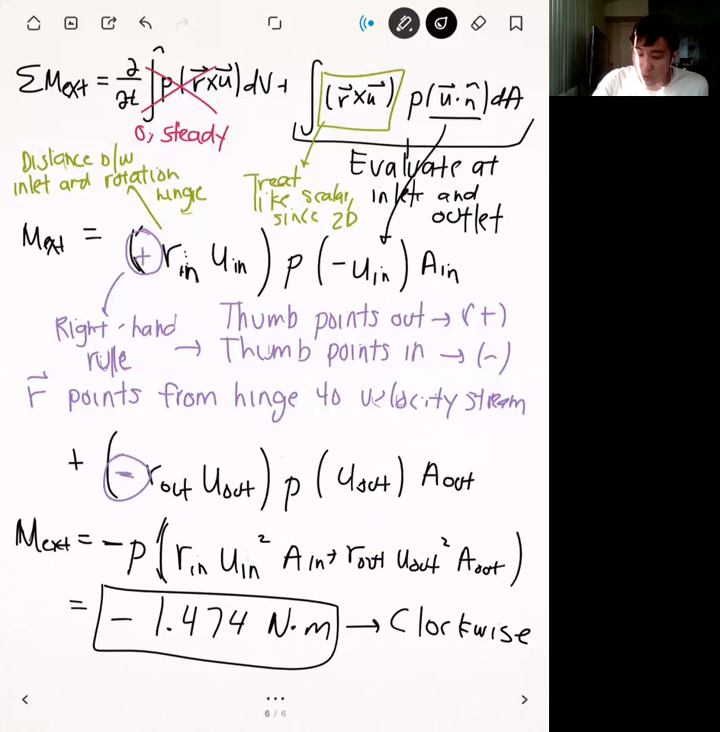 ΣMext = ∂/∂t ∫ρ(r⃗×u⃗)dV + ∫(r⃗×u⃗) ρ(u⃗·n̂)dA
0, steady
Distance b/w inlet and rotation hinge
Treat like scalar, since 2D
Evaluate at inlet and outlet
Mext = (+ rin uin) ρ (-uin) Ain
Right-hand rule → Thumb points out → (+)
Thumb points in → (-)
r⃗ points from hinge to velocity stream
+ (- rout uout) ρ (uout) Aout
Mext = -ρ(rin uin² Ain + rout uout² Aout)
= -1.474 N·m → Clockwise
6 / 6